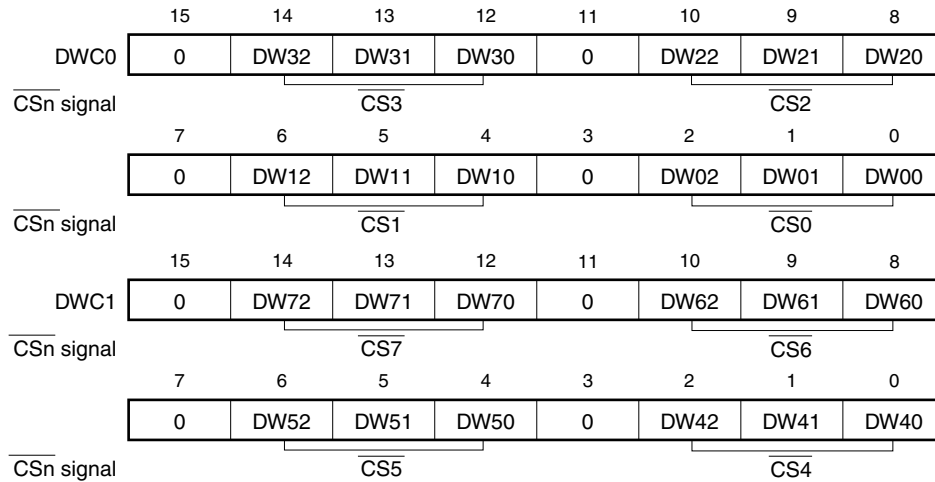 15 14 13 12 11 10 9 8
DWC0 0 DW32 DW31 DW30 0 DW22 DW21 DW20
CSn signal CS3 CS2
7 6 5 4 3 2 1 0
0 DW12 DW11 DW10 0 DW02 DW01 DW00
CSn signal CS1 CS0
15 14 13 12 11 10 9 8
DWC1 0 DW72 DW71 DW70 0 DW62 DW61 DW60
CSn signal CS7 CS6
7 6 5 4 3 2 1 0
0 DW52 DW51 DW50 0 DW42 DW41 DW40
CSn signal CS5 CS4